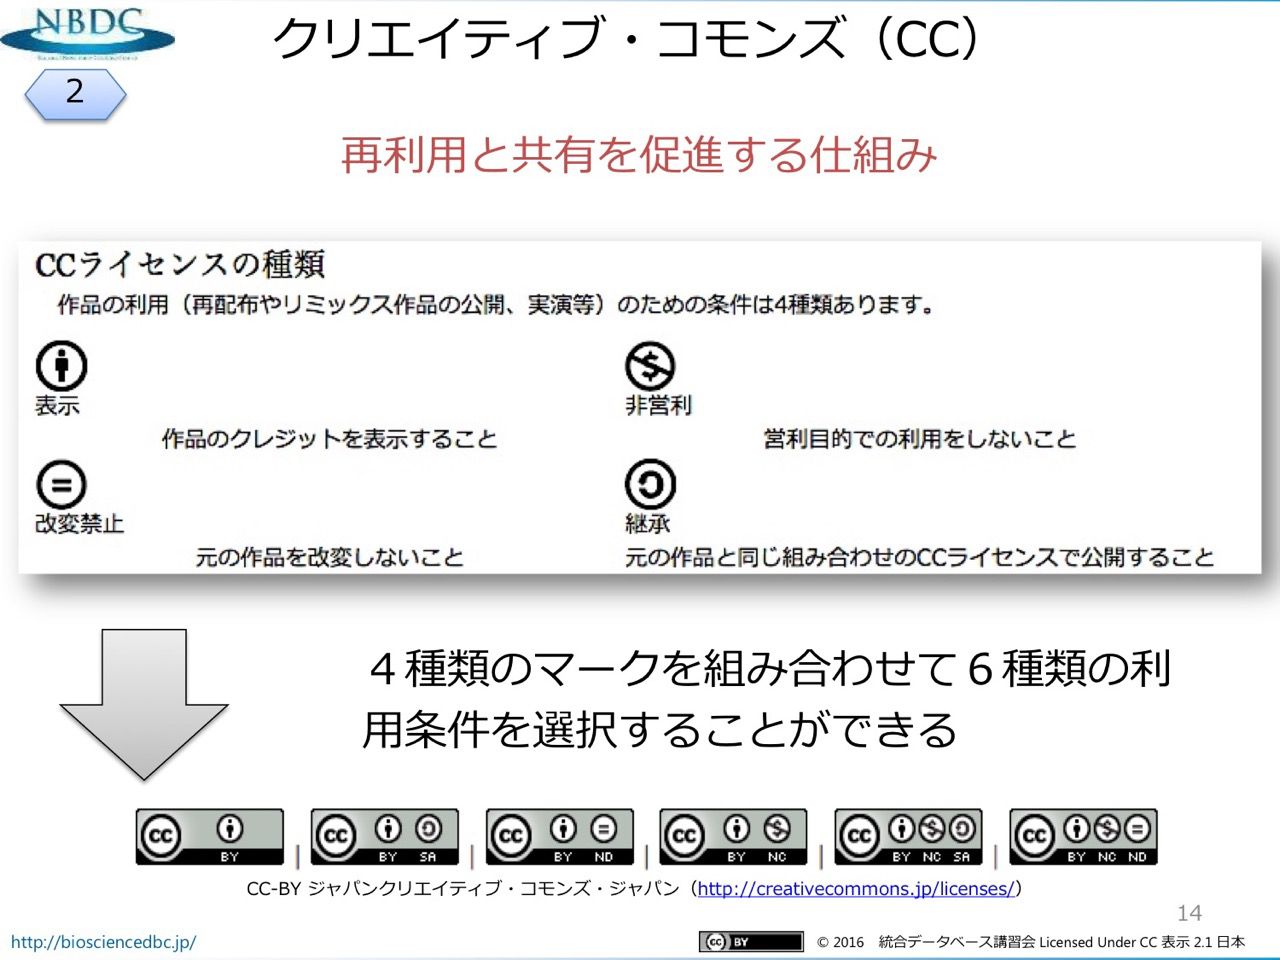 NBDC
クリエイティブ・コモンズ（CC）
2
再利用と共有を促進する仕組み
CCライセンスの種類
作品の利用（再配布やリミックス作品の公開、実演等）のための条件は4種類あります。
表示
非営利
作品のクレジットを表示すること
営利目的での利用をしないこと
改変禁止
継承
元の作品を改変しないこと
元の作品と同じ組み合わせのCCライセンスで公開すること
４種類のマークを組み合わせて６種類の利
用条件を選択することができる
cc BY | cc BY SA | cc BY ND | cc BY NC | cc BY NC SA | cc BY NC ND
CC-BY ジャパンクリエイティブ・コモンズ・ジャパン（http://creativecommons.jp/licenses/）
14
http://biosciencedbc.jp/
cc BY © 2016 統合データベース講習会 Licensed Under CC 表示 2.1 日本